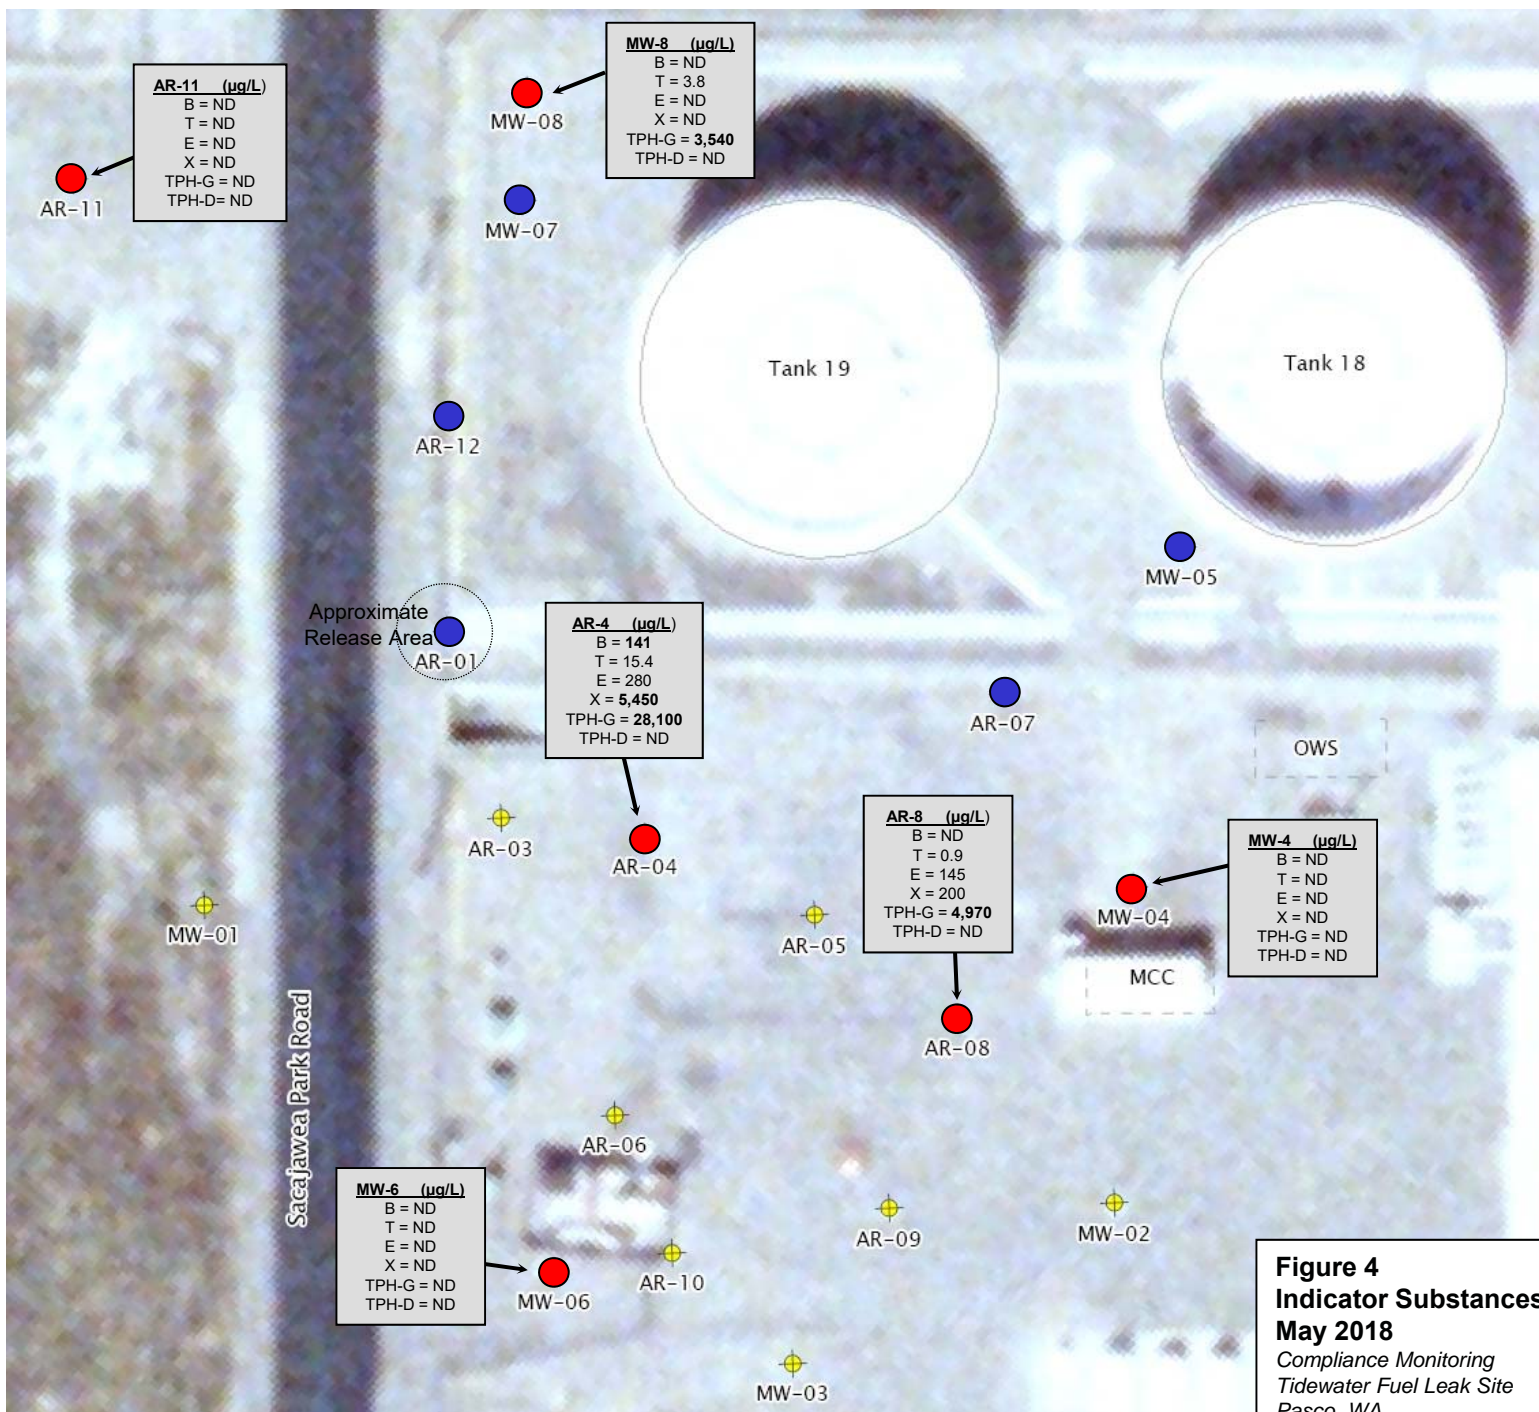 MW-8 (µg/L)
B = ND
T = 3.8
E = ND
X = ND
TPH-G = 3,540
TPH-D = ND
AR-11 (µg/L)
B = ND
T = ND
E = ND
X = ND
TPH-G = ND
TPH-D= ND
MW-08
AR-11
MW-07
Tank 19
Tank 18
AR-12
MW-05
Approximate
Release Area
AR-01
AR-4 (µg/L)
B = 141
T = 15.4
E = 280
X = 5,450
TPH-G = 28,100
TPH-D = ND
AR-07
OWS
AR-03
AR-04
AR-8 (µg/L)
B = ND
T = 0.9
E = 145
X = 200
TPH-G = 4,970
TPH-D = ND
MW-4 (µg/L)
B = ND
T = ND
E = ND
X = ND
TPH-G = ND
TPH-D = ND
MW-01
AR-05
MW-04
MCC
AR-08
Sacajawea Park Road
AR-06
MW-6 (µg/L)
B = ND
T = ND
E = ND
X = ND
TPH-G = ND
TPH-D = ND
AR-09
MW-02
AR-10
MW-06
MW-03
Figure 4
Indicator Substances
May 2018
Compliance Monitoring
Tidewater Fuel Leak Site
Pasco, WA